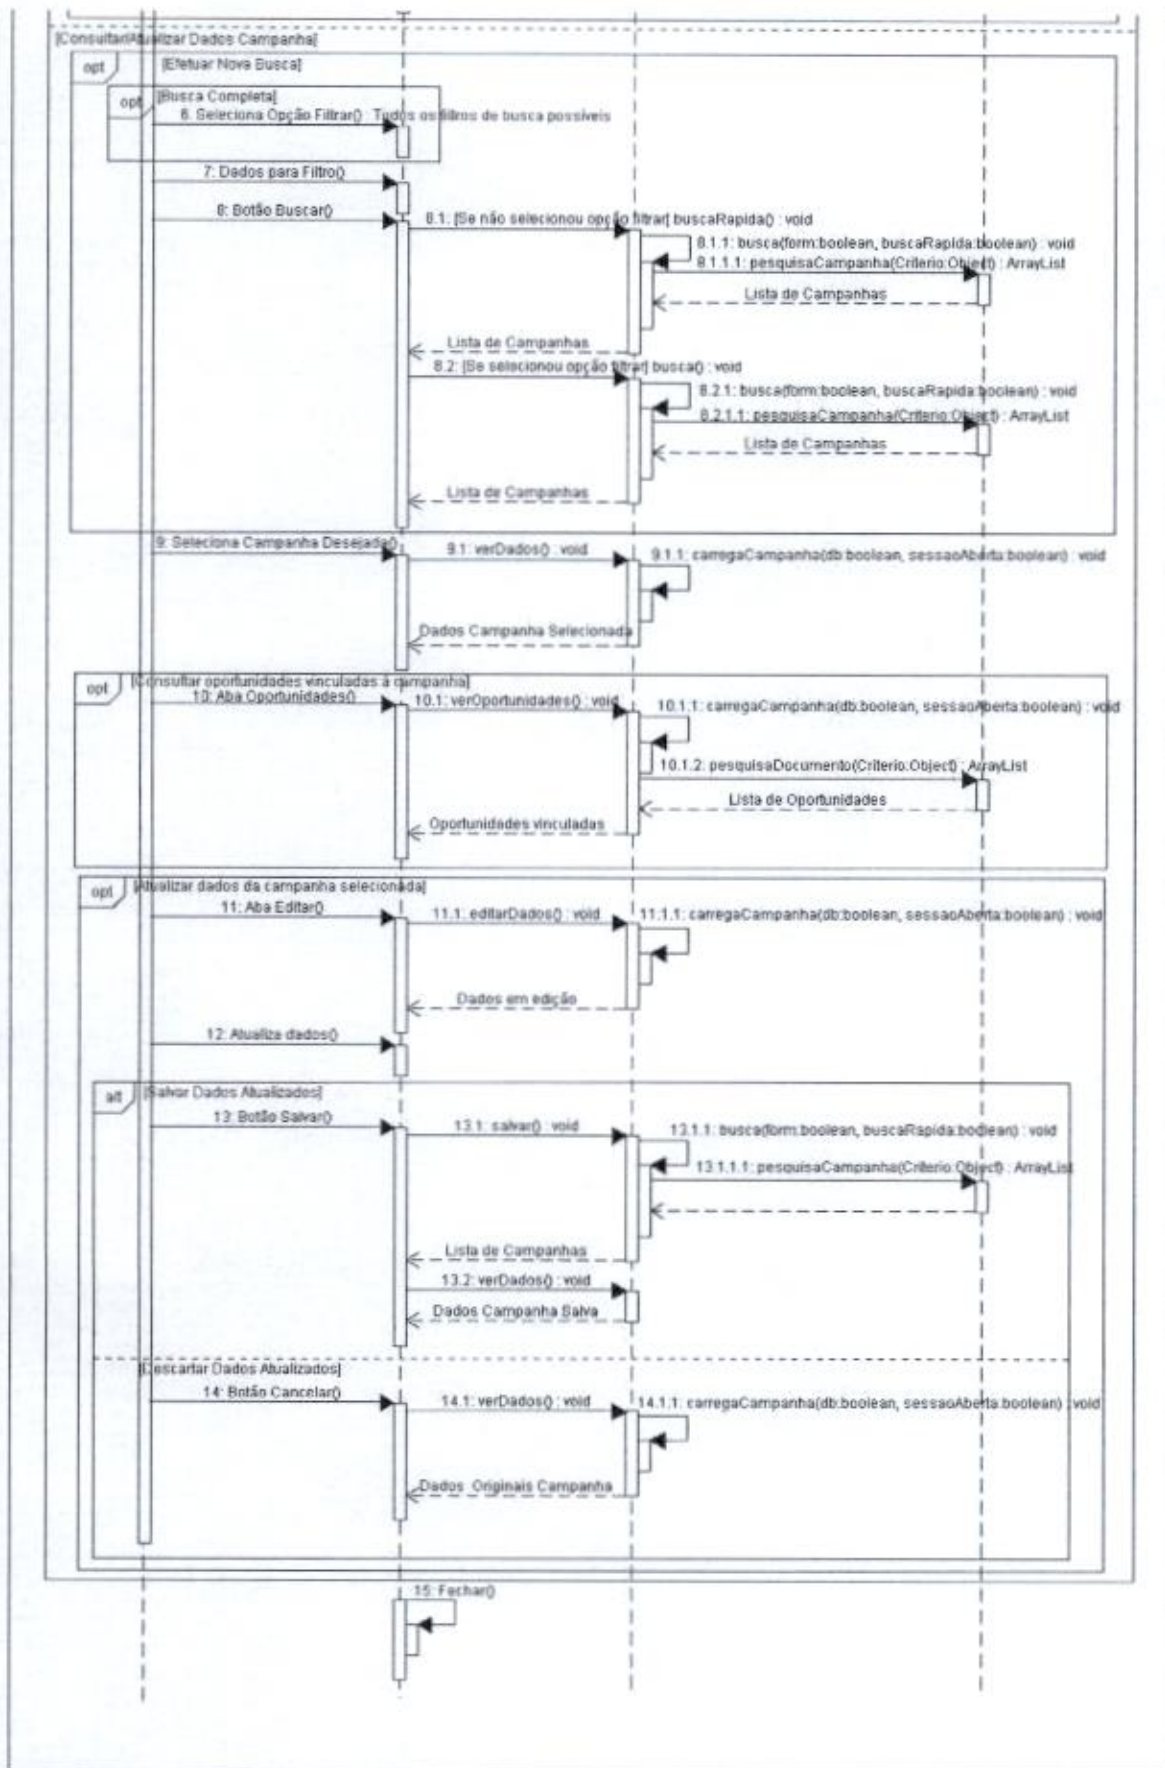 [Consultar/Atualizar Dados Campanha]
opt [Efetuar Nova Busca]
opt [Busca Completa]
6. Seleciona Opção Filtrar() : Todos os filtros de busca possíveis
7: Dados para Filtro()
8: Botão Buscar()
8.1: [Se não selecionou opção filtrar] buscaRapida() : void
8.1.1: busca(form:boolean, buscaRapida:boolean) : void
8.1.1.1: pesquisaCampanha(Criterio:Object) : ArrayList
Lista de Campanhas
Lista de Campanhas
8.2: [Se selecionou opção filtrar] busca() : void
8.2.1: busca(form:boolean, buscaRapida:boolean) : void
8.2.1.1: pesquisaCampanha(Criterio:Object) : ArrayList
Lista de Campanhas
Lista de Campanhas
9: Seleciona Campanha Desejada()
9.1: verDados() : void
9.1.1: carregaCampanha(db:boolean, sessaoAberta:boolean) : void
Dados Campanha Selecionada
opt [Consultar oportunidades vinculadas à campanha]
10: Aba Oportunidades()
10.1: verOportunidades() : void
10.1.1: carregaCampanha(db:boolean, sessaoAberta:boolean) : void
10.1.2: pesquisaDocumento(Criterio:Object) : ArrayList
Lista de Oportunidades
Oportunidades vinculadas
opt [Atualizar dados da campanha selecionada]
11: Aba Editar()
11.1: editarDados() : void
11.1.1: carregaCampanha(db:boolean, sessaoAberta:boolean) : void
Dados em edição
12: Atualiza dados()
alt [Salvar Dados Atualizados]
13: Botão Salvar()
13.1: salvar() : void
13.1.1: busca(form:boolean, buscaRapida:boolean) : void
13.1.1.1: pesquisaCampanha(Criterio:Object) : ArrayList
Lista de Campanhas
13.2: verDados() : void
Dados Campanha Salva
[Descartar Dados Atualizados]
14: Botão Cancelar()
14.1: verDados() : void
14.1.1: carregaCampanha(db:boolean, sessaoAberta:boolean) : void
Dados Originais Campanha
15: Fechar()